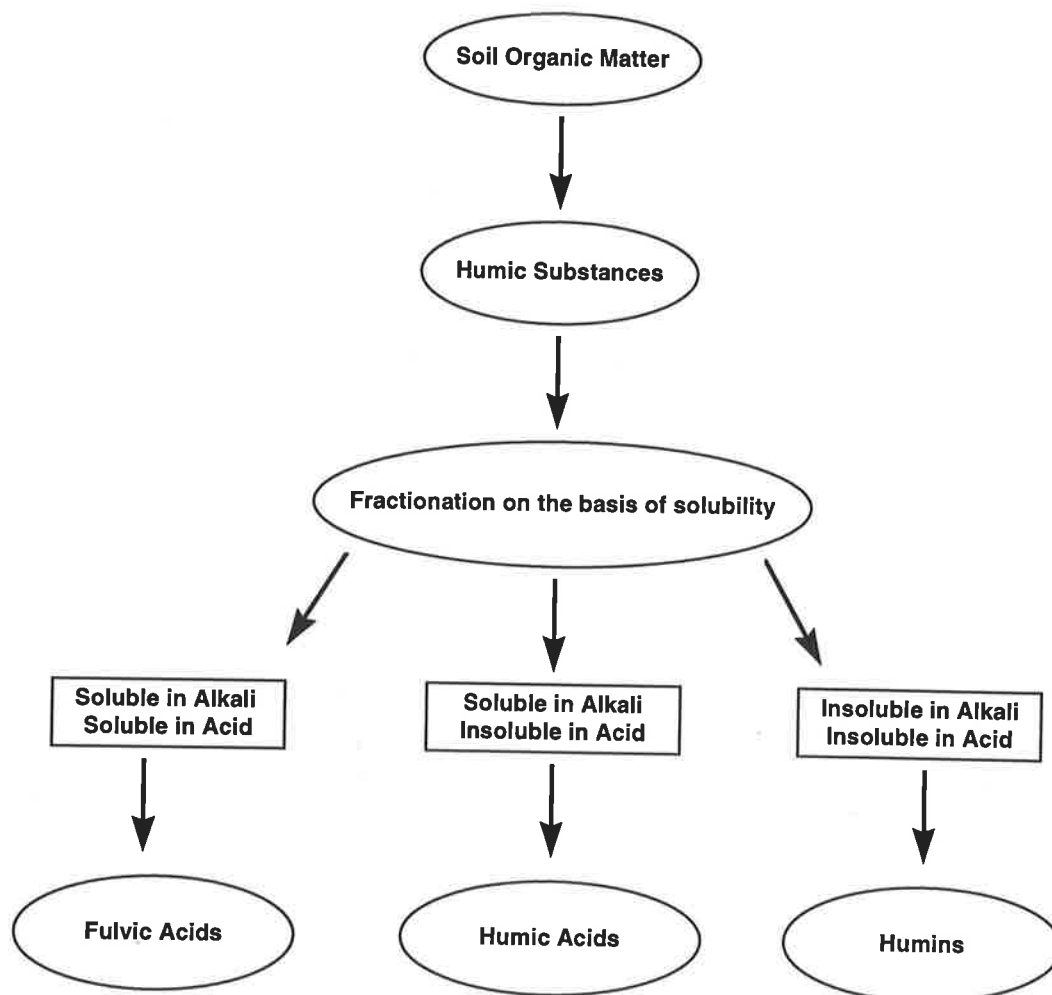 Soil Organic Matter
Humic Substances
Fractionation on the basis of solubility
Soluble in Alkali
Soluble in Acid
Soluble in Alkali
Insoluble in Acid
Insoluble in Alkali
Insoluble in Acid
Fulvic Acids
Humic Acids
Humins